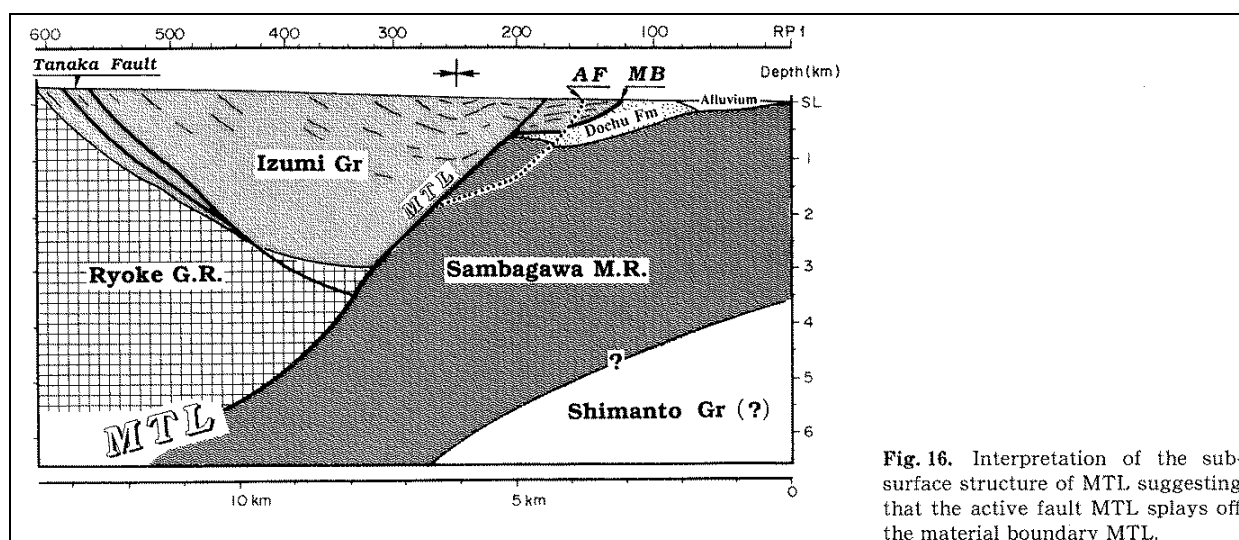 600 500 400 300 200 100 RP1
Tanaka Fault
AF MB
Depth (km)
Alluvium
SL
Dochu Fm
Izumi Gr
MTL
1
2
Ryoke G.R.
Sambagawa M.R.
3
4
?
5
Shimanto Gr (?)
MTL
6
10 km 5 km 0
Fig. 16. Interpretation of the sub-
surface structure of MTL suggesting
that the active fault MTL splays off
the material boundary MTL.